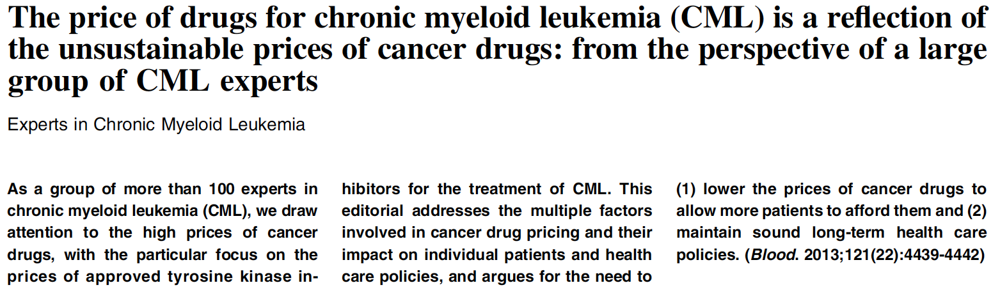 The price of drugs for chronic myeloid leukemia (CML) is a reflection of
the unsustainable prices of cancer drugs: from the perspective of a large
group of CML experts
Experts in Chronic Myeloid Leukemia
As a group of more than 100 experts in
chronic myeloid leukemia (CML), we draw
attention to the high prices of cancer
drugs, with the particular focus on the
prices of approved tyrosine kinase in-
hibitors for the treatment of CML. This
editorial addresses the multiple factors
involved in cancer drug pricing and their
impact on individual patients and health
care policies, and argues for the need to
(1) lower the prices of cancer drugs to
allow more patients to afford them and (2)
maintain sound long-term health care
policies. (Blood. 2013;121(22):4439-4442)